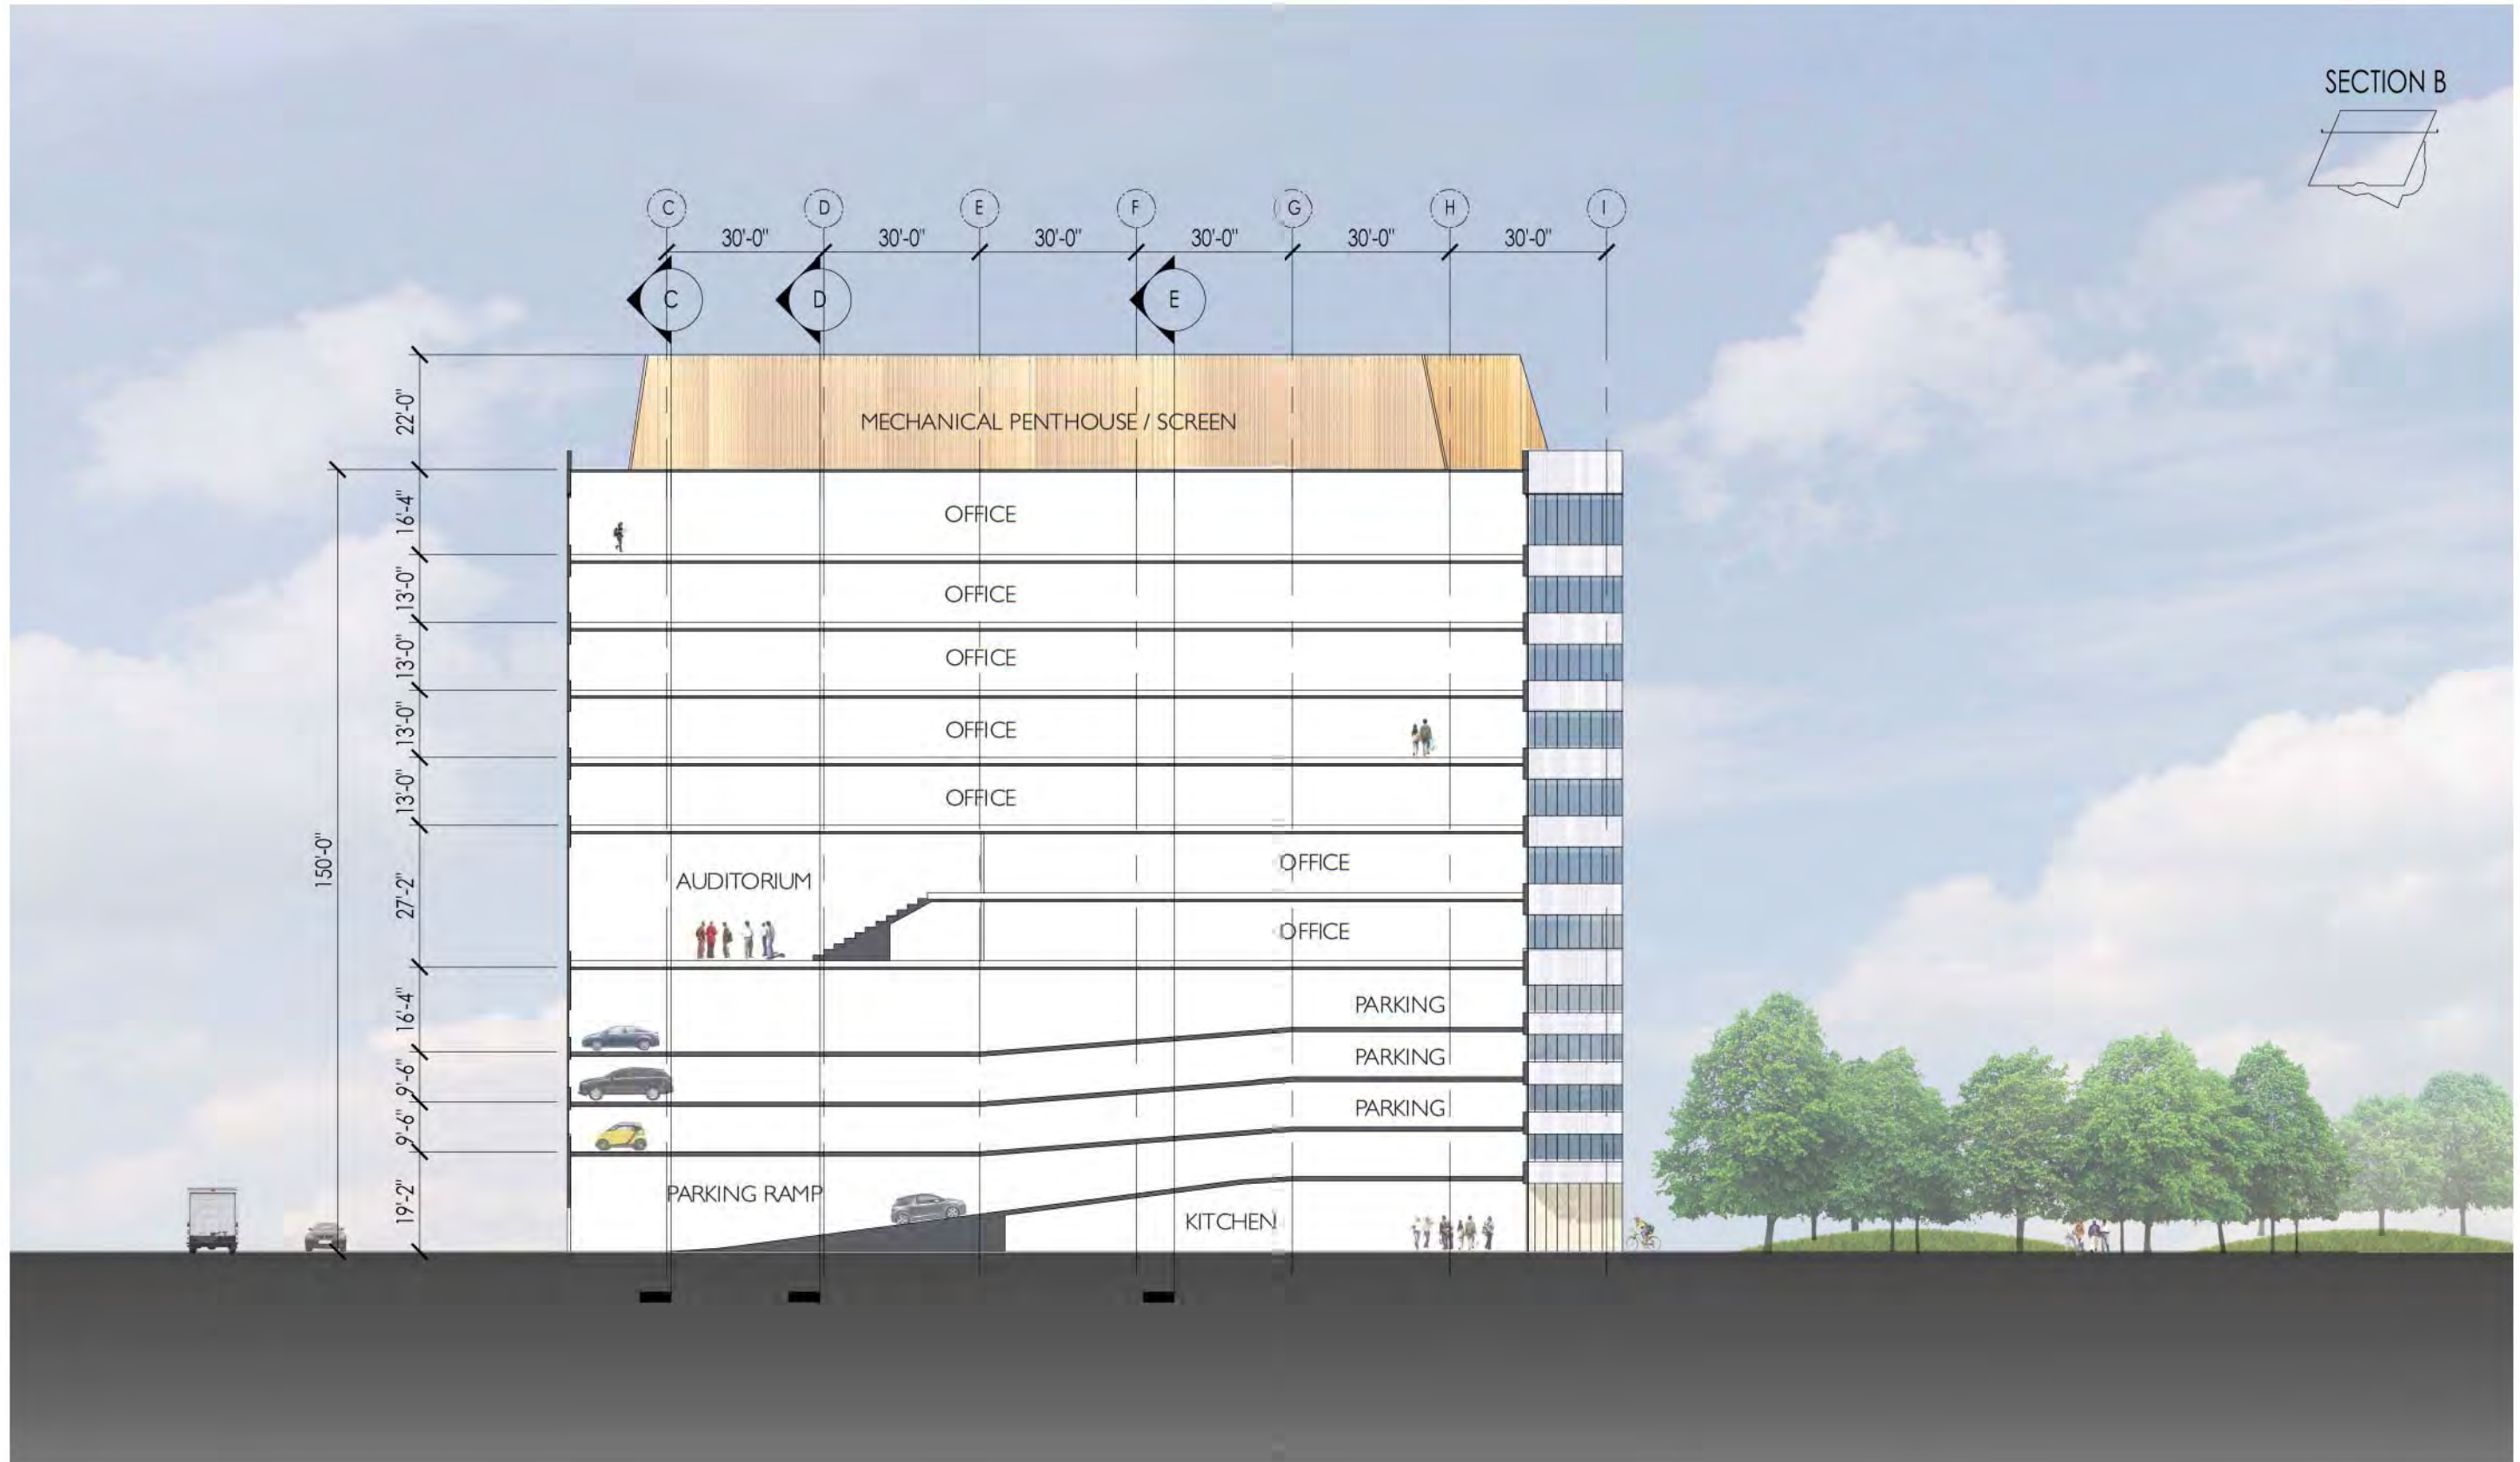 SECTION B
C D E F G H I
30'-0" 30'-0" 30'-0" 30'-0" 30'-0" 30'-0"
C D E
22'-0"
MECHANICAL PENTHOUSE / SCREEN
16'-4"
OFFICE
13'-0"
OFFICE
13'-0"
OFFICE
13'-0"
OFFICE
13'-0"
OFFICE
150'-0"
27'-2"
AUDITORIUM
OFFICE
OFFICE
16'-4"
PARKING
9'-6"
PARKING
9'-6"
PARKING
19'-2"
PARKING RAMP
KITCHEN